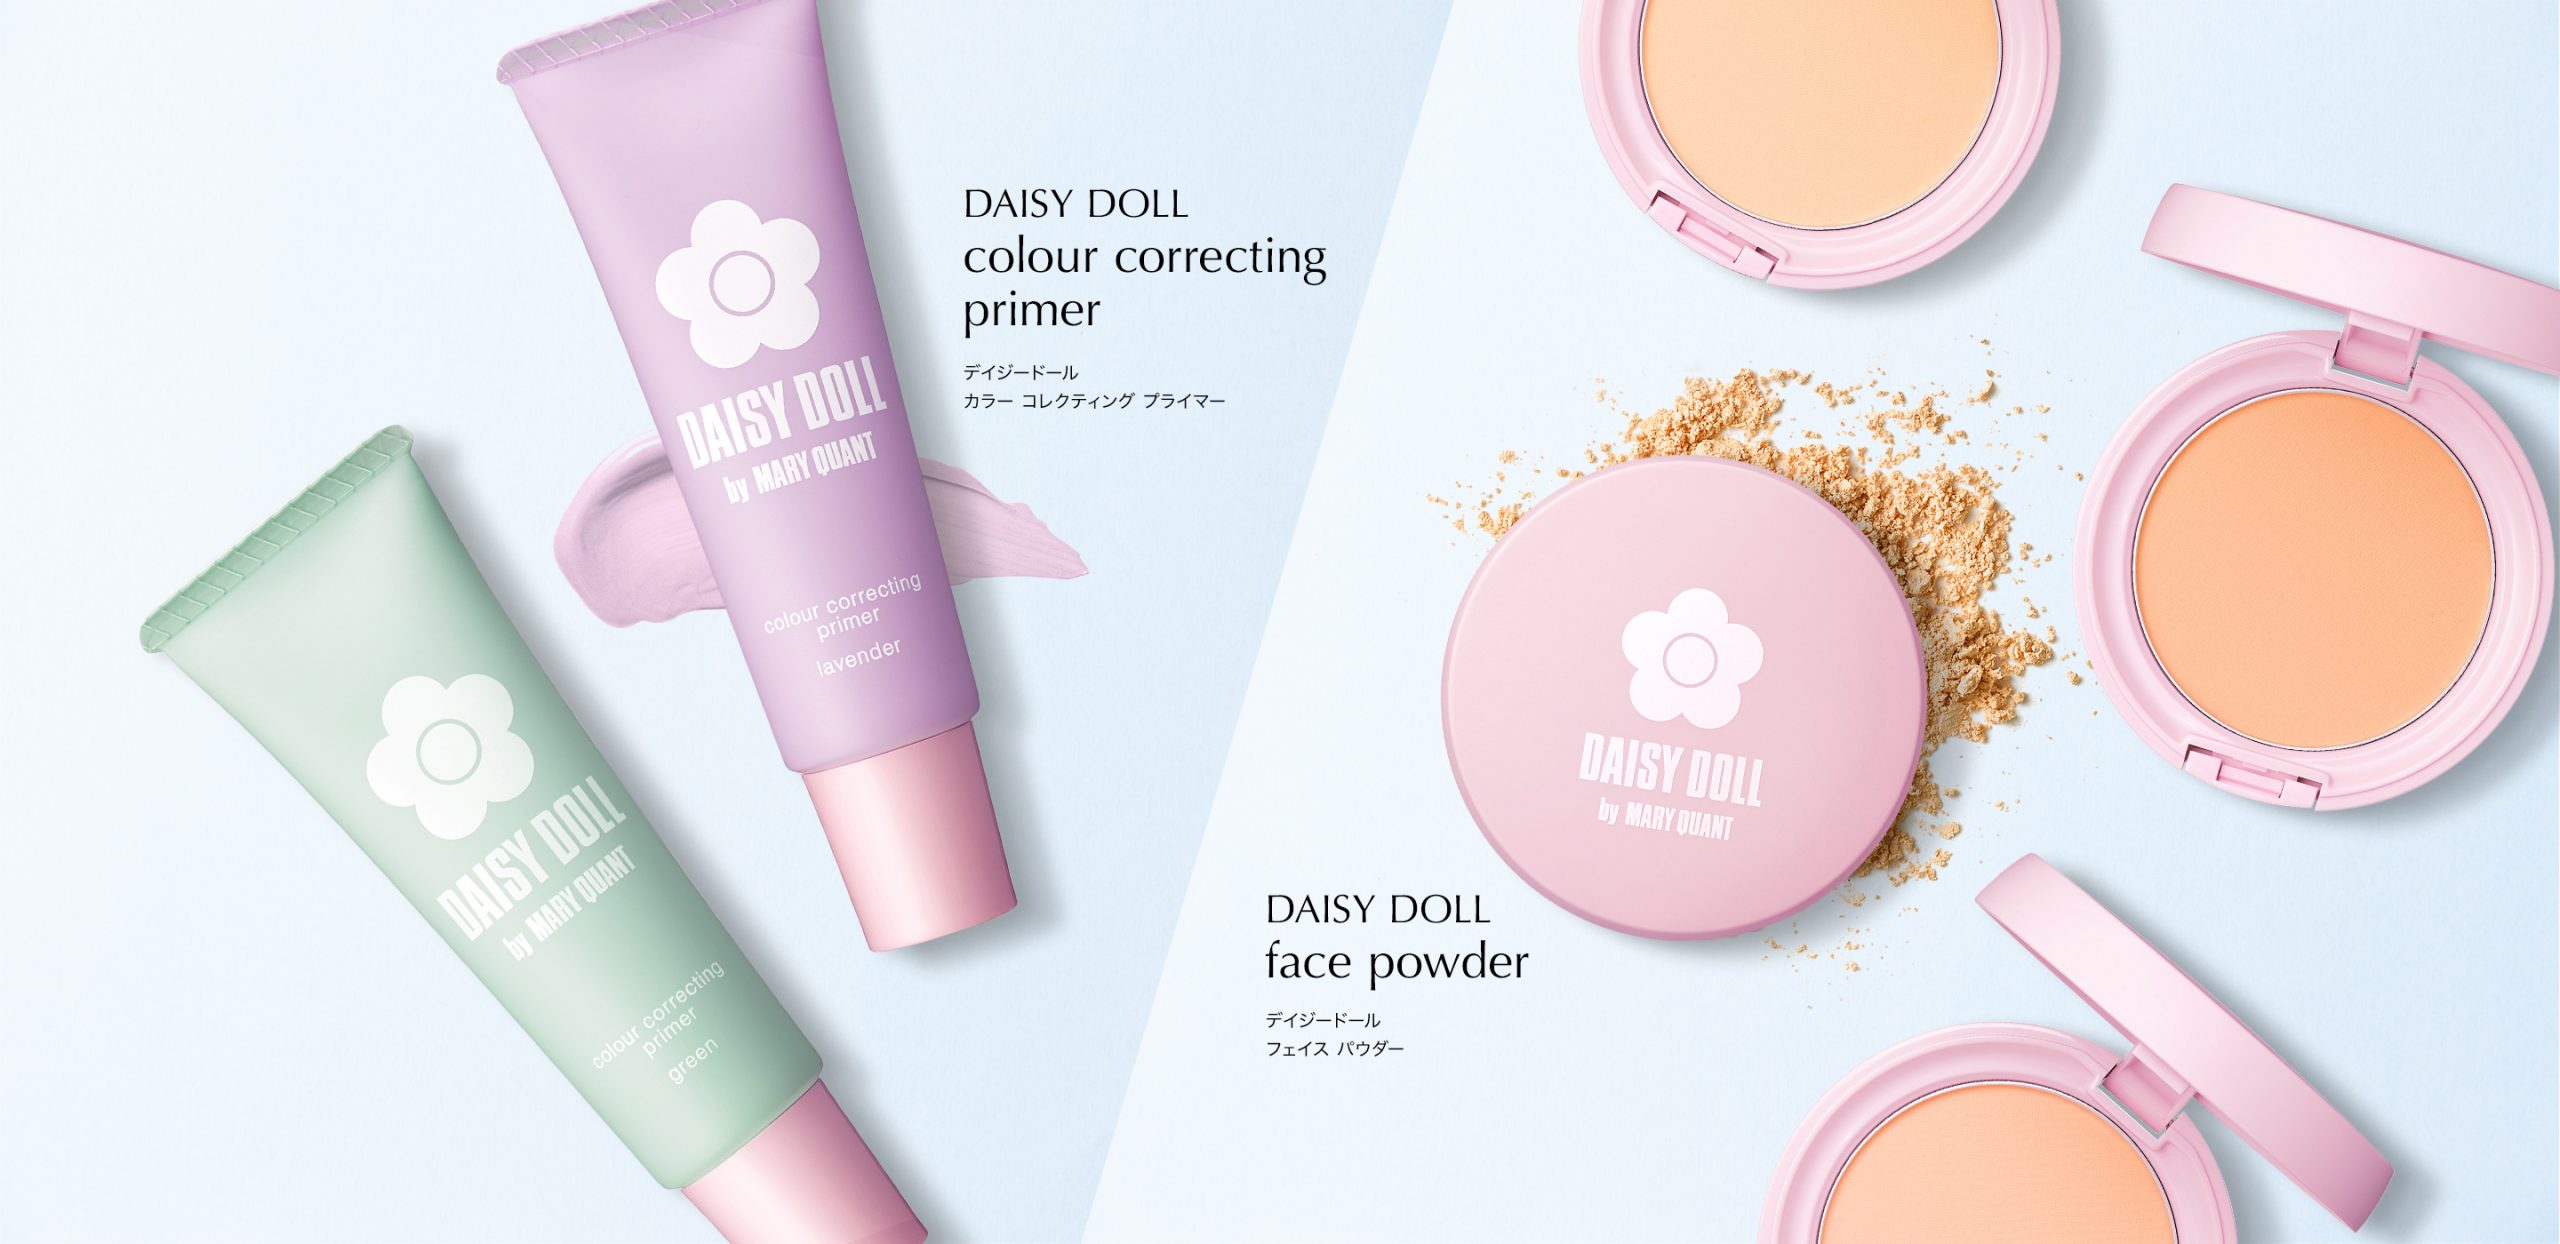 DAISY DOLL
colour correcting
primer
デイジードール
カラー コレクティング プライマー
DAISY DOLL
by MARY QUANT
colour correcting
primer
lavender
DAISY DOLL
by MARY QUANT
colour correcting
primer
green
DAISY DOLL
by MARY QUANT
DAISY DOLL
face powder
デイジードール
フェイス パウダー